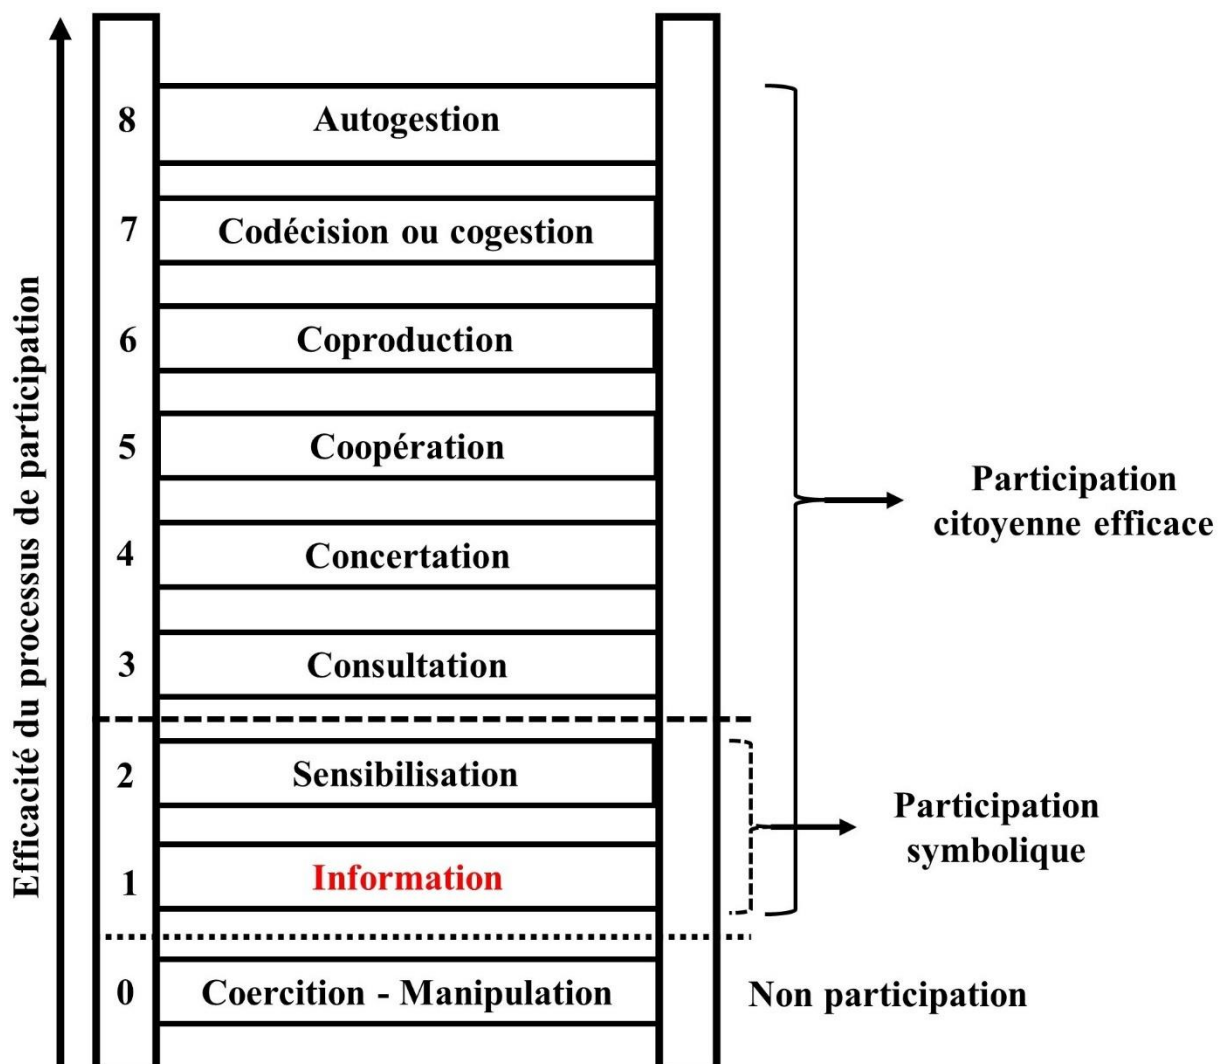 Efficacité du processus de participation
8
Autogestion
7
Codécision ou cogestion
6
Coproduction
5
Coopération
4
Concertation
3
Consultation
2
Sensibilisation
1
Information
0
Coercition - Manipulation
Participation
citoyenne efficace
Participation
symbolique
Non participation